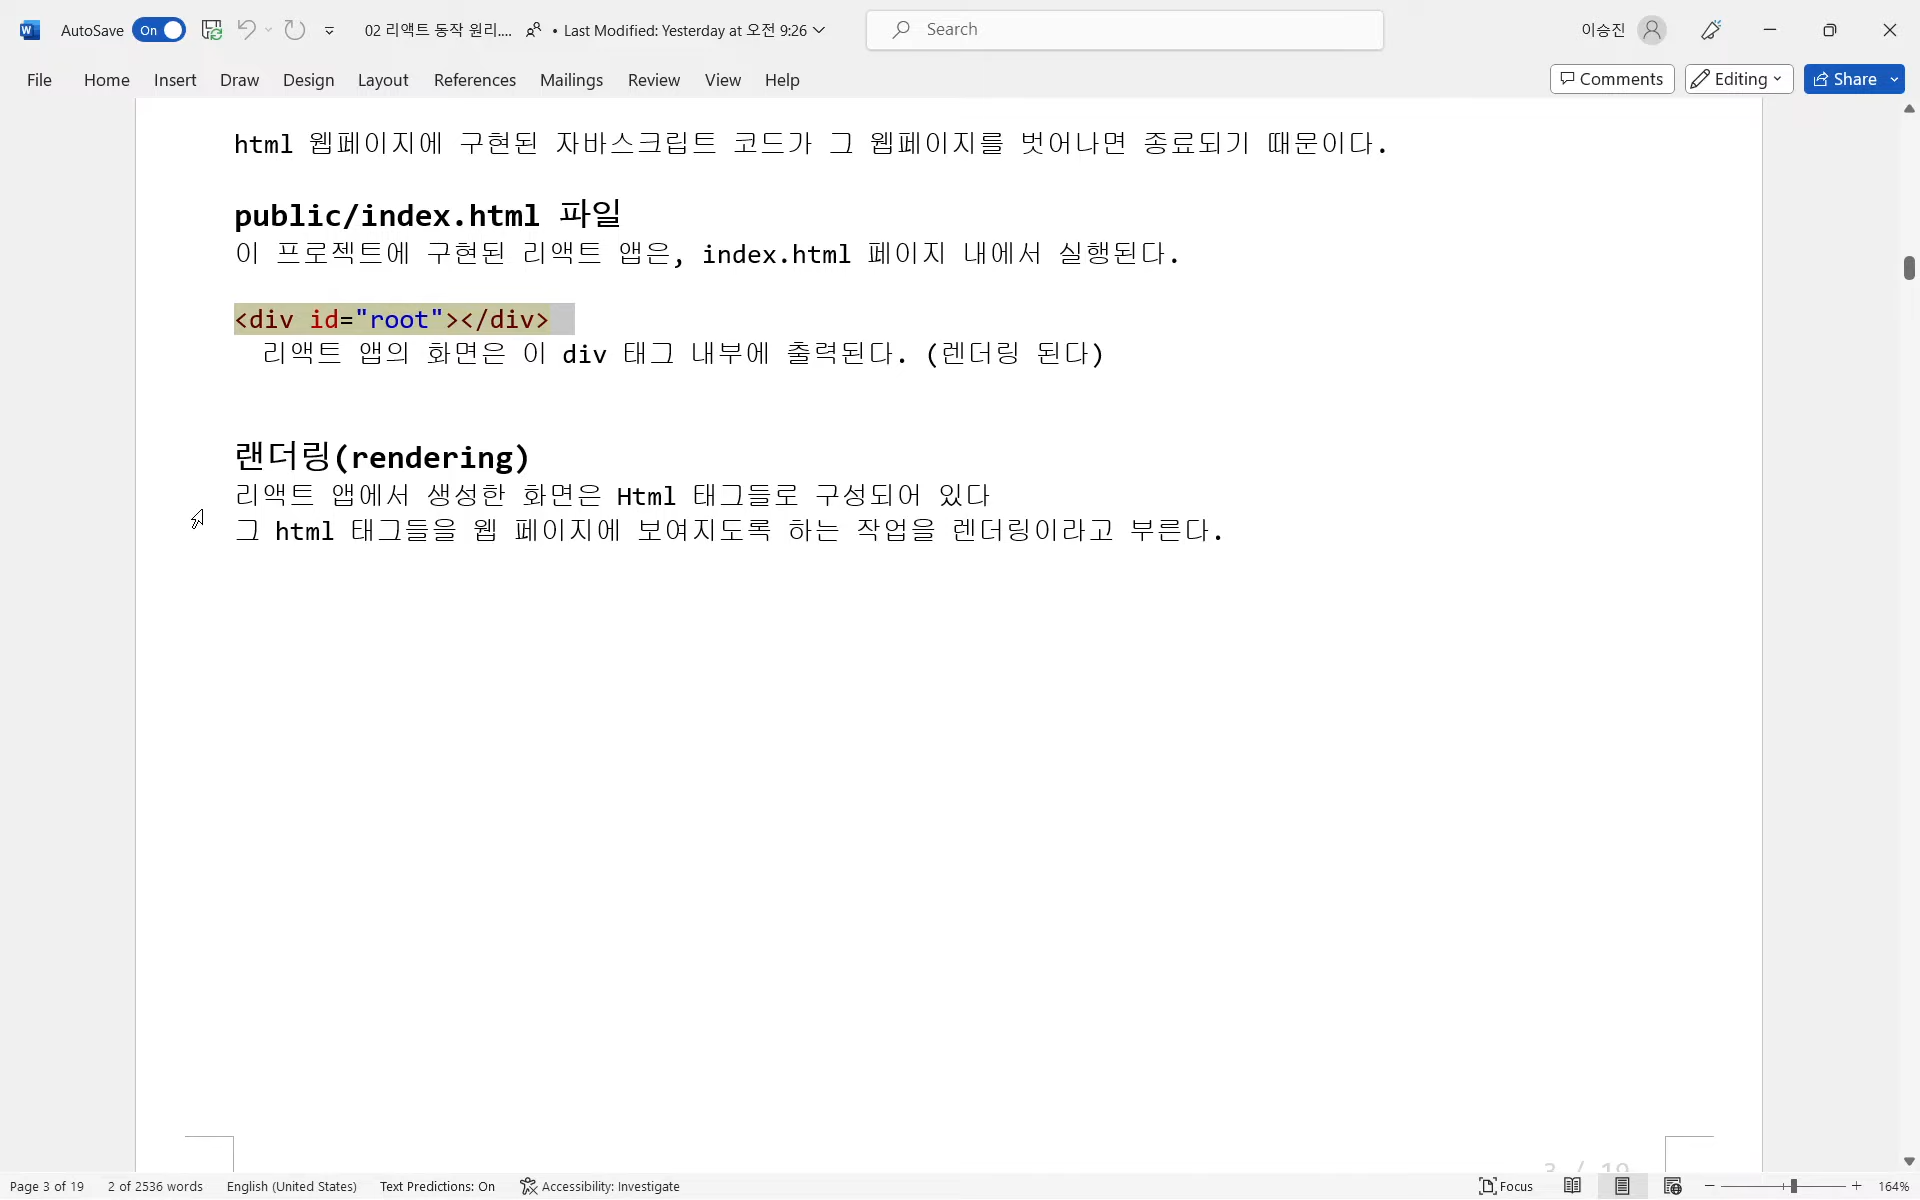 AutoSave On 02 리액트 동작 원리.... • Last Modified: Yesterday at 오전 9:26 Search 이승진
File Home Insert Draw Design Layout References Mailings Review View Help Comments Editing Share
html 웹페이지에 구현된 자바스크립트 코드가 그 웹페이지를 벗어나면 종료되기 때문이다.
public/index.html 파일
이 프로젝트에 구현된 리액트 앱은, index.html 페이지 내에서 실행된다.
<div id="root"></div>
리액트 앱의 화면은 이 div 태그 내부에 출력된다. (렌더링 된다)
랜더링(rendering)
리액트 앱에서 생성한 화면은 Html 태그들로 구성되어 있다
그 html 태그들을 웹 페이지에 보여지도록 하는 작업을 렌더링이라고 부른다.
3 / 19
Page 3 of 19 2 of 2536 words English (United States) Text Predictions: On Accessibility: Investigate Focus 164%